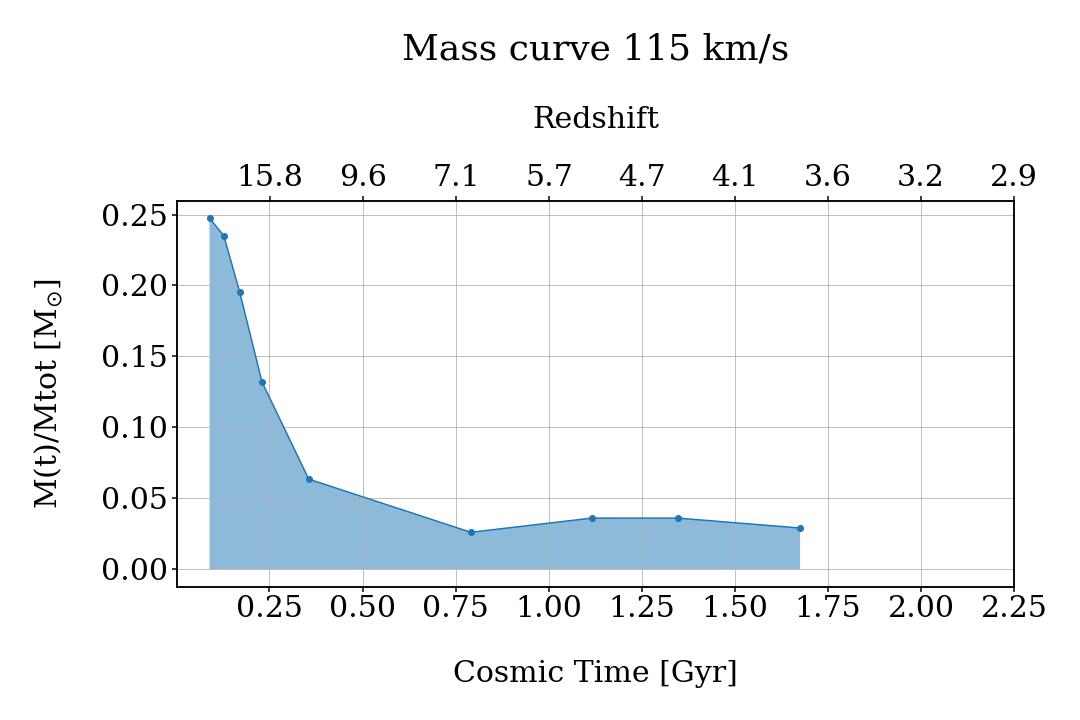 Mass curve 115 km/s
Redshift
15.8 9.6 7.1 5.7 4.7 4.1 3.6 3.2 2.9
M(t)/Mtot [M☉]
0.25
0.20
0.15
0.10
0.05
0.00
0.25 0.50 0.75 1.00 1.25 1.50 1.75 2.00 2.25
Cosmic Time [Gyr]